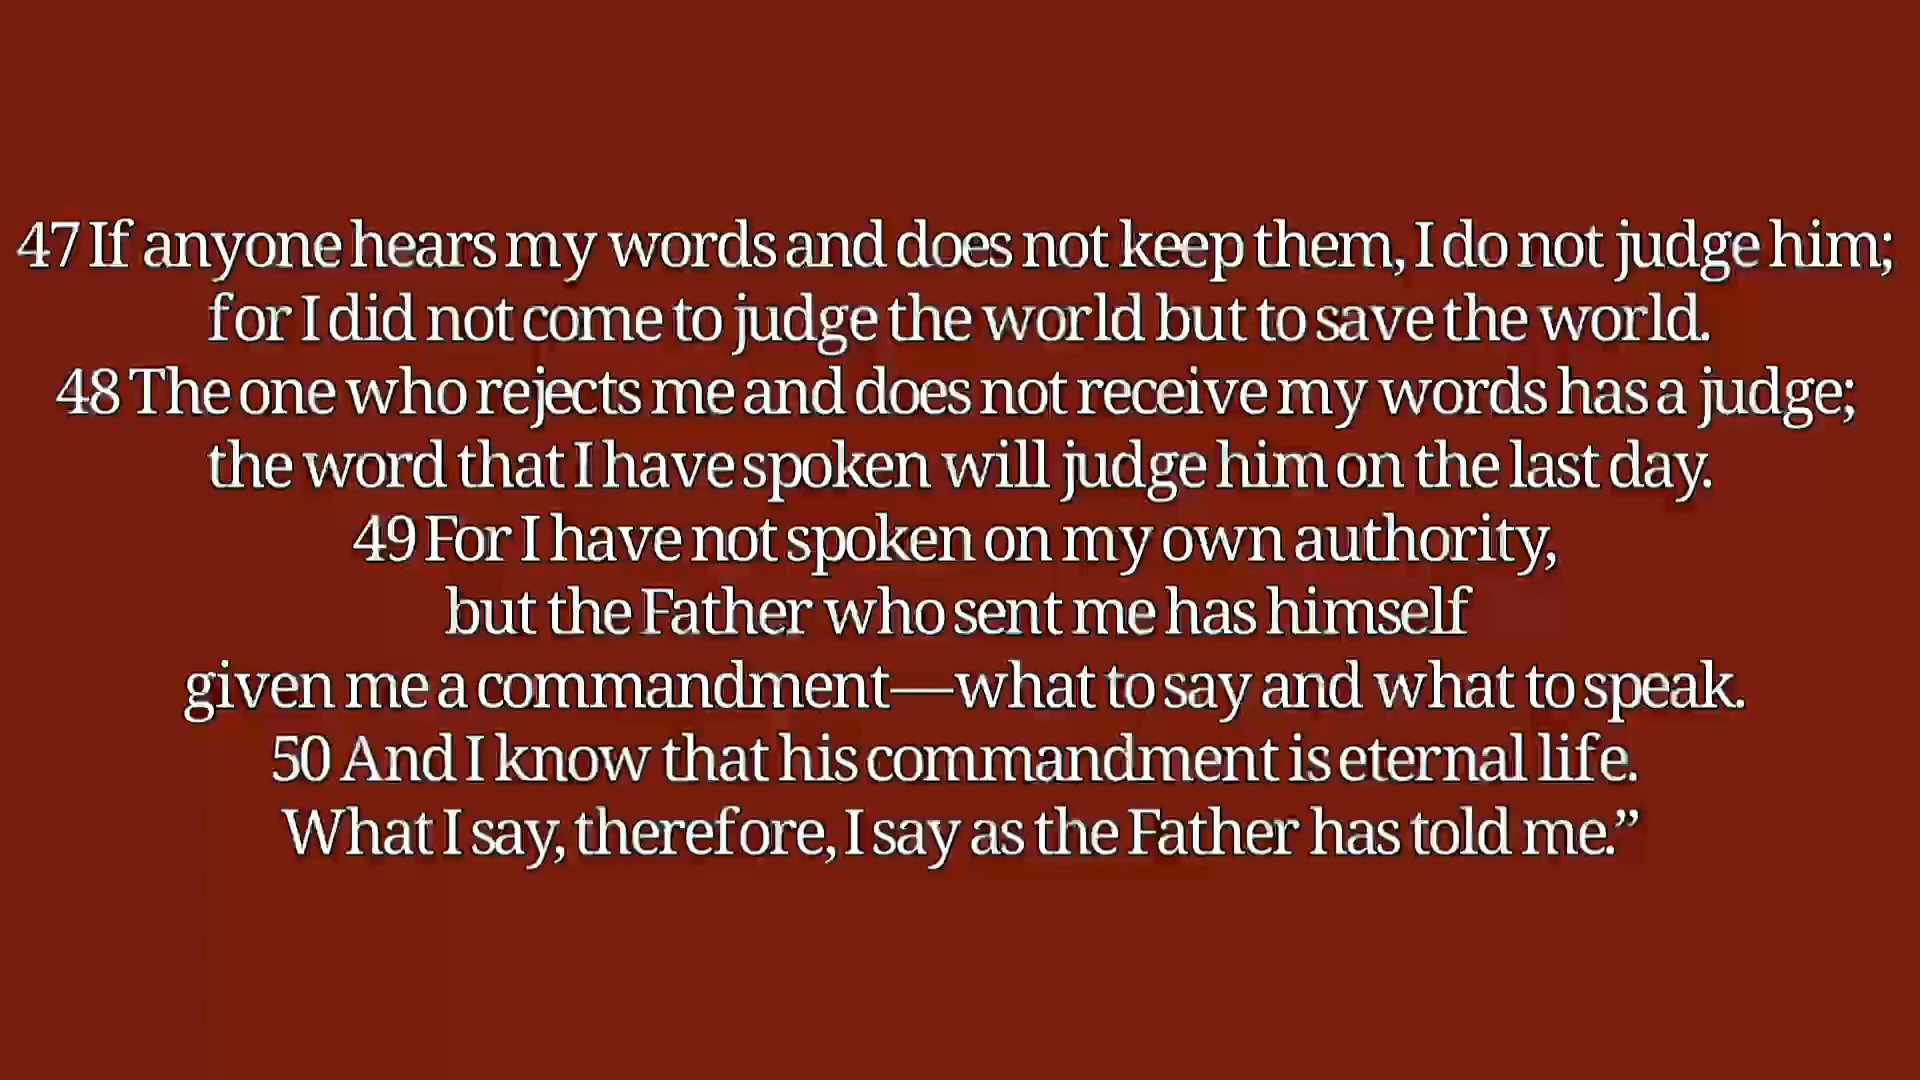 47 If anyone hears my words and does not keep them, I do not judge him;
for I did not come to judge the world but to save the world.
48 The one who rejects me and does not receive my words has a judge;
the word that I have spoken will judge him on the last day.
49 For I have not spoken on my own authority,
but the Father who sent me has himself
given me a commandment—what to say and what to speak.
50 And I know that his commandment is eternal life.
What I say, therefore, I say as the Father has told me.”